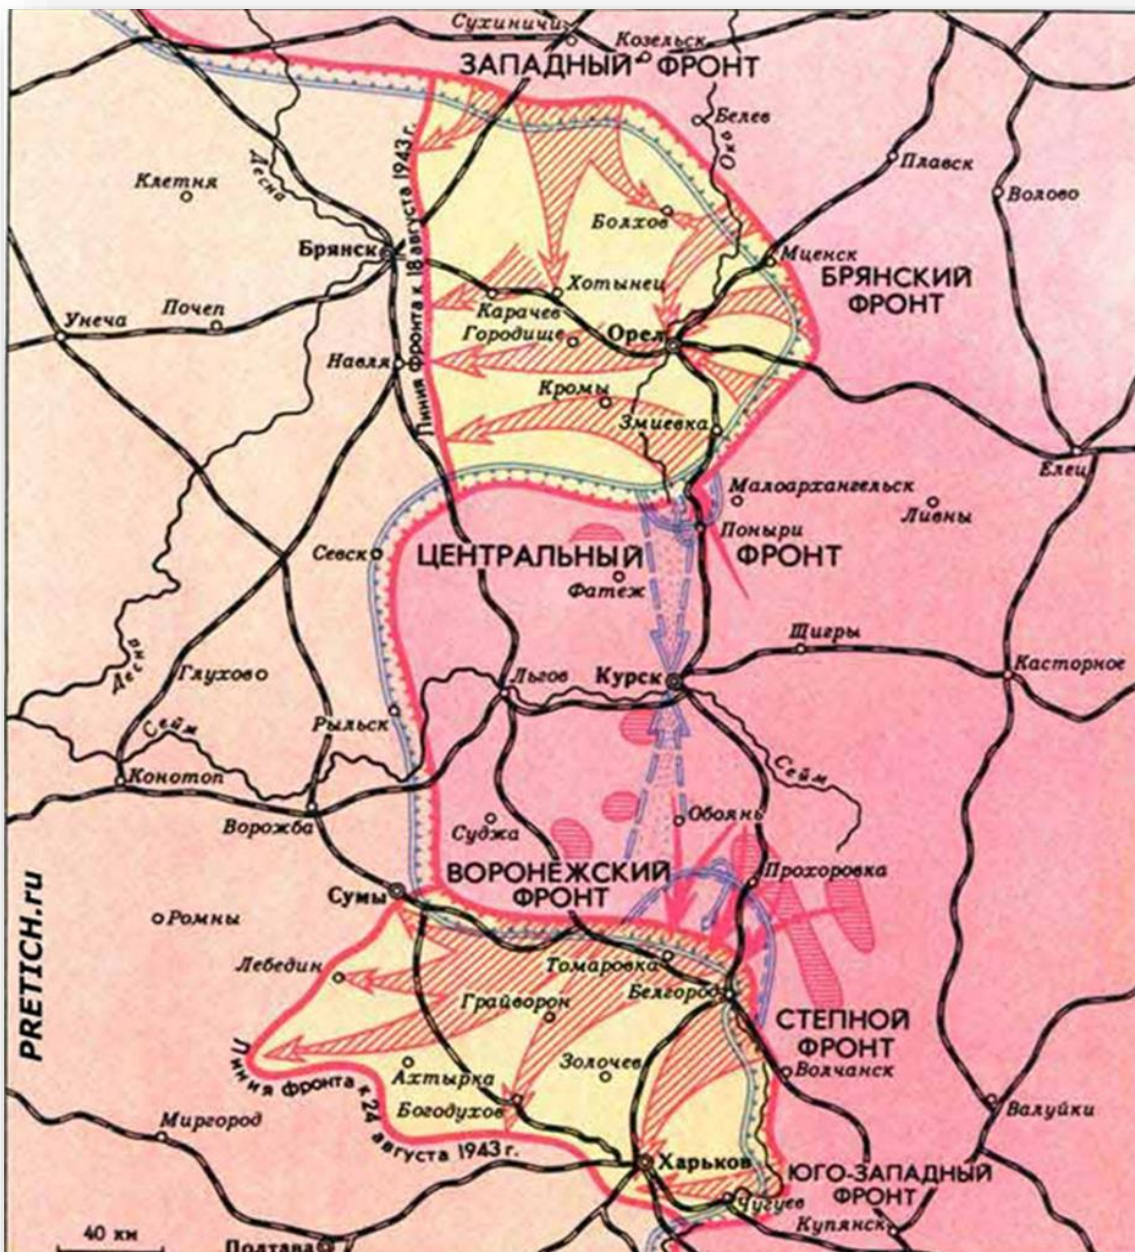 Сухиничи
Козельск
ЗАПАДНЫЙ ФРОНТ
Белев
Ока
Плавск
Десна
Клетня
Волово
Болхов
Брянск
Мценск
БРЯНСКИЙ
ФРОНТ
Линия фронта к 18 августа 1943 г.
Хотынец
Карачев
Почеп
Унеча
Городище
Орел
Навля
Кромы
Змиевка
Елец
Малоархангельск
Ливны
Поныри
Севск
ЦЕНТРАЛЬНЫЙ ФРОНТ
Фатеж
Щигры
Десна
Глухово
Льгов
Курск
Касторное
Рыльск
Сейм
Сейм
Конотоп
Ворожба
Суджа
Обоянь
ВОРОНЕЖСКИЙ
ФРОНТ
Прохоровка
Сумы
Ромны
PRETICH.ru
Лебедин
Томаровка
Белгород
Грайворон
СТЕПНОЙ
ФРОНТ
Золочев
Волчанск
Линия фронта к 24 августа 1943 г.
Ахтырка
Богодухов
Валуйки
Миргород
Харьков
ЮГО-ЗАПАДНЫЙ
ФРОНТ
Чугуев
Купянск
40 км
Полтава